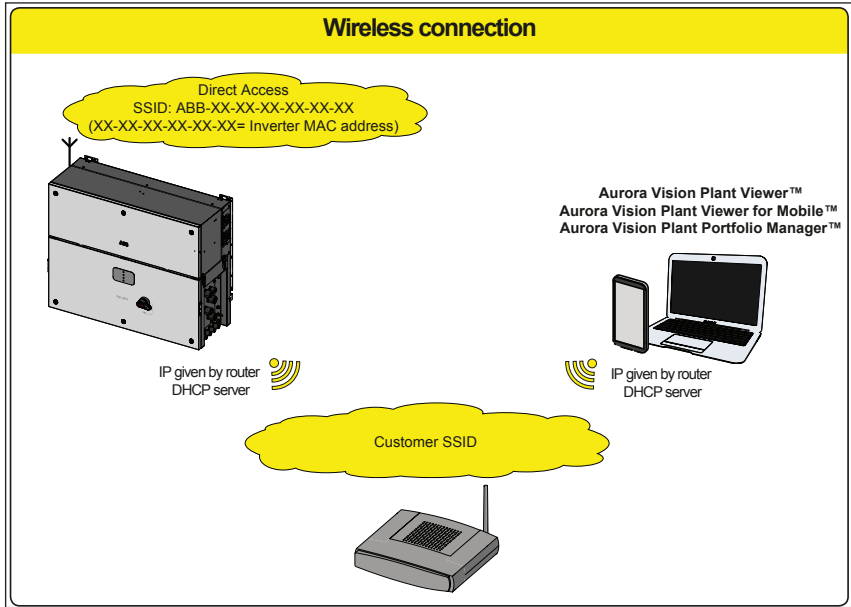 Wireless connection
Direct Access
SSID: ABB-XX-XX-XX-XX-XX-XX
(XX-XX-XX-XX-XX-XX= Inverter MAC address)
ABB
Aurora Vision Plant Viewer™
Aurora Vision Plant Viewer for Mobile™
Aurora Vision Plant Portfolio Manager™
IP given by router
DHCP server
IP given by router
DHCP server
Customer SSID